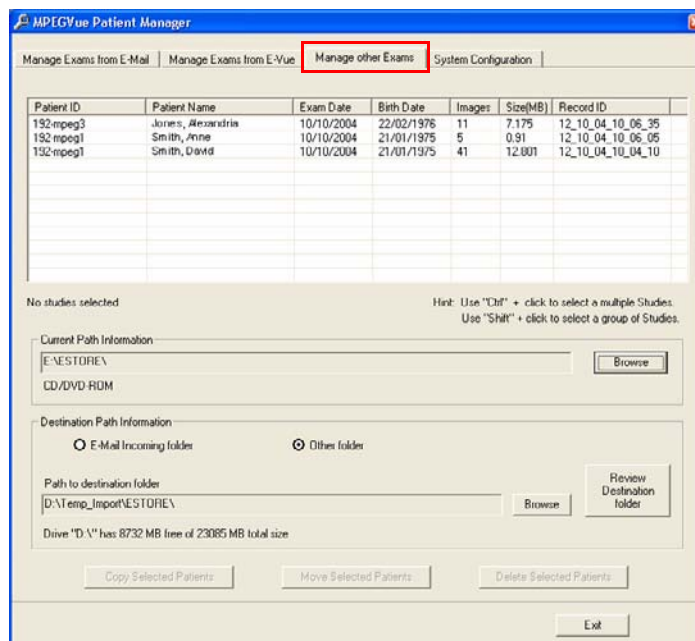 MPEGVue Patient Manager
Manage Exams from E-Mail Manage Exams from E-Vue Manage other Exams System Configuration
Patient ID Patient Name Exam Date Birth Date Images Size(MB) Record ID
192-mpeg3 Jones, Alexandria 10/10/2004 22/02/1976 11 7.175 12_10_04_10_06_35
192-mpeg1 Smith, Anne 10/10/2004 21/01/1975 5 0.91 12_10_04_10_06_05
192-mpeg1 Smith, David 10/10/2004 21/01/1975 41 12.801 12_10_04_10_04_10
No studies selected Hint: Use "Ctrl" + click to select a multiple Studies.
Use "Shift" + click to select a group of Studies.
Current Path Information
E:\ESTORE\ Browse
CD/DVD-ROM
Destination Path Information
E-Mail Incoming folder Other folder
Path to destination folder
D:\Temp_Import\ESTORE\ Browse
Review
Destination
folder
Drive "D:\" has 8732 MB free of 23085 MB total size
Copy Selected Patients Move Selected Patients Delete Selected Patients
Exit